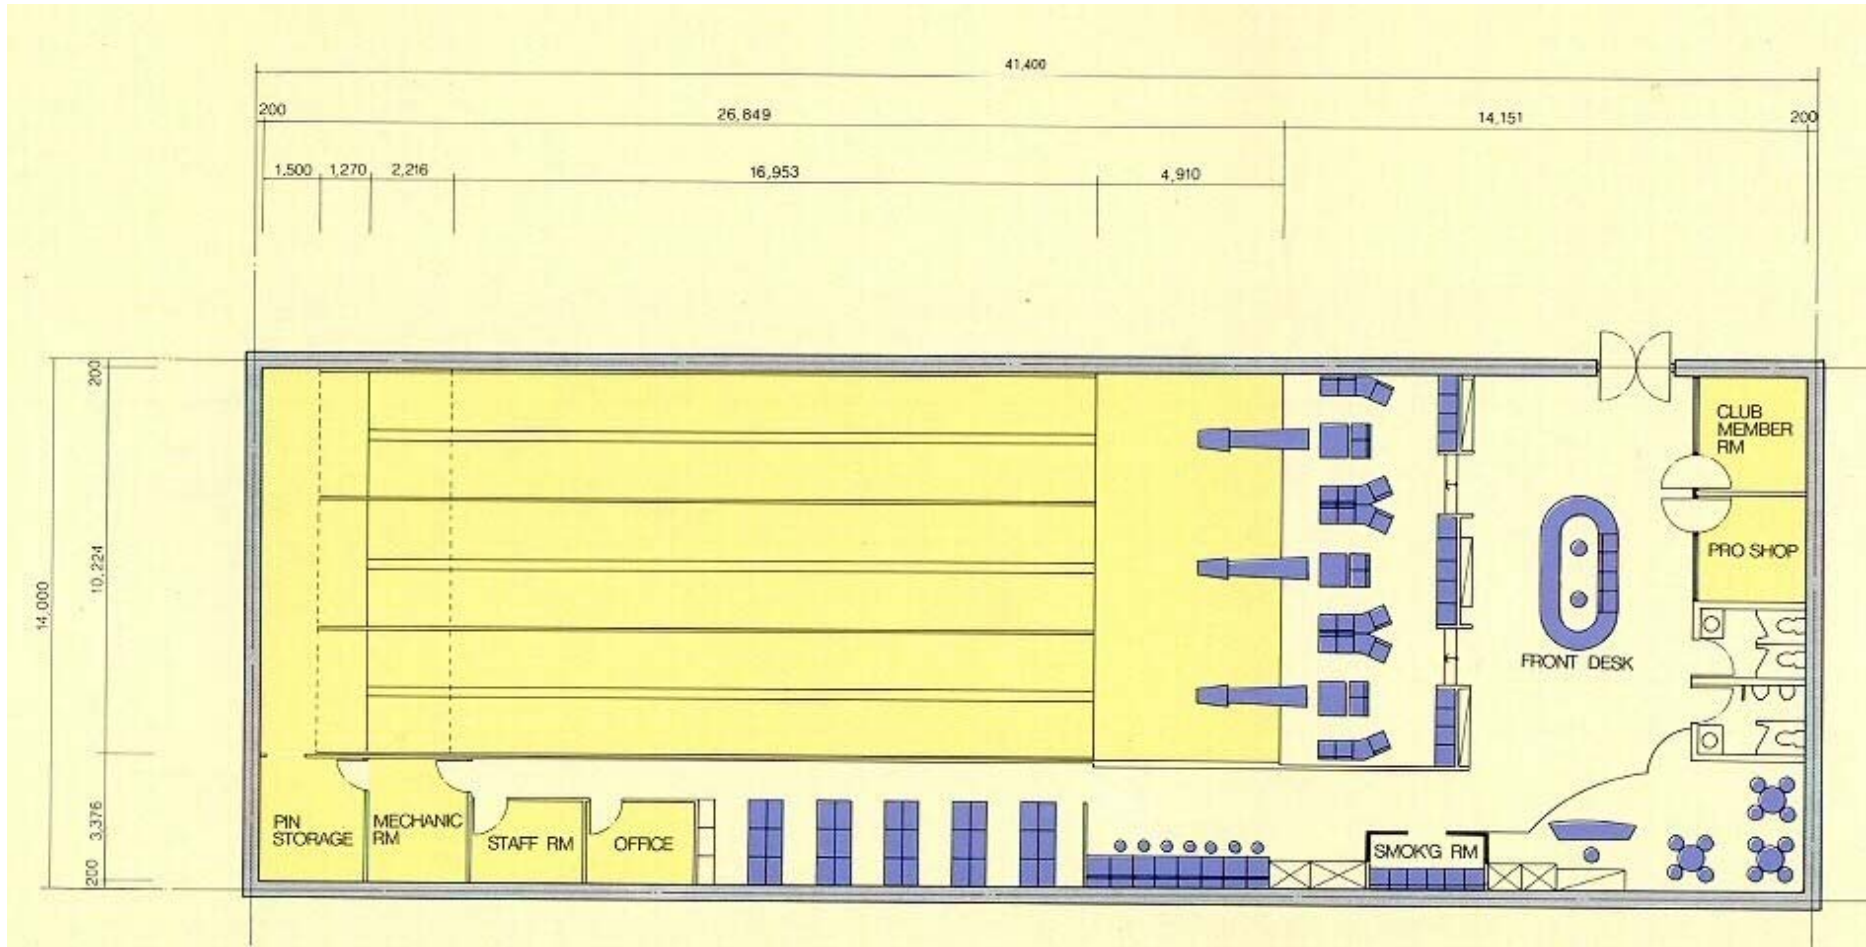 41,400
200
26,849
14,151
200
1.500
1,270
2,216
16,953
4,910
200
10,224
14,000
3,376
200
CLUB
MEMBER
RM
PRO SHOP
FRONT DESK
PIN
STORAGE
MECHANIC
RM
STAFF RM
OFFICE
SMOK'G RM